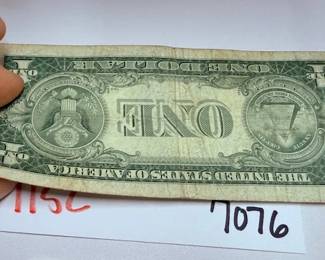 THE UNITED STATES OF AMERICA
ONE
ONE DOLLAR
7076